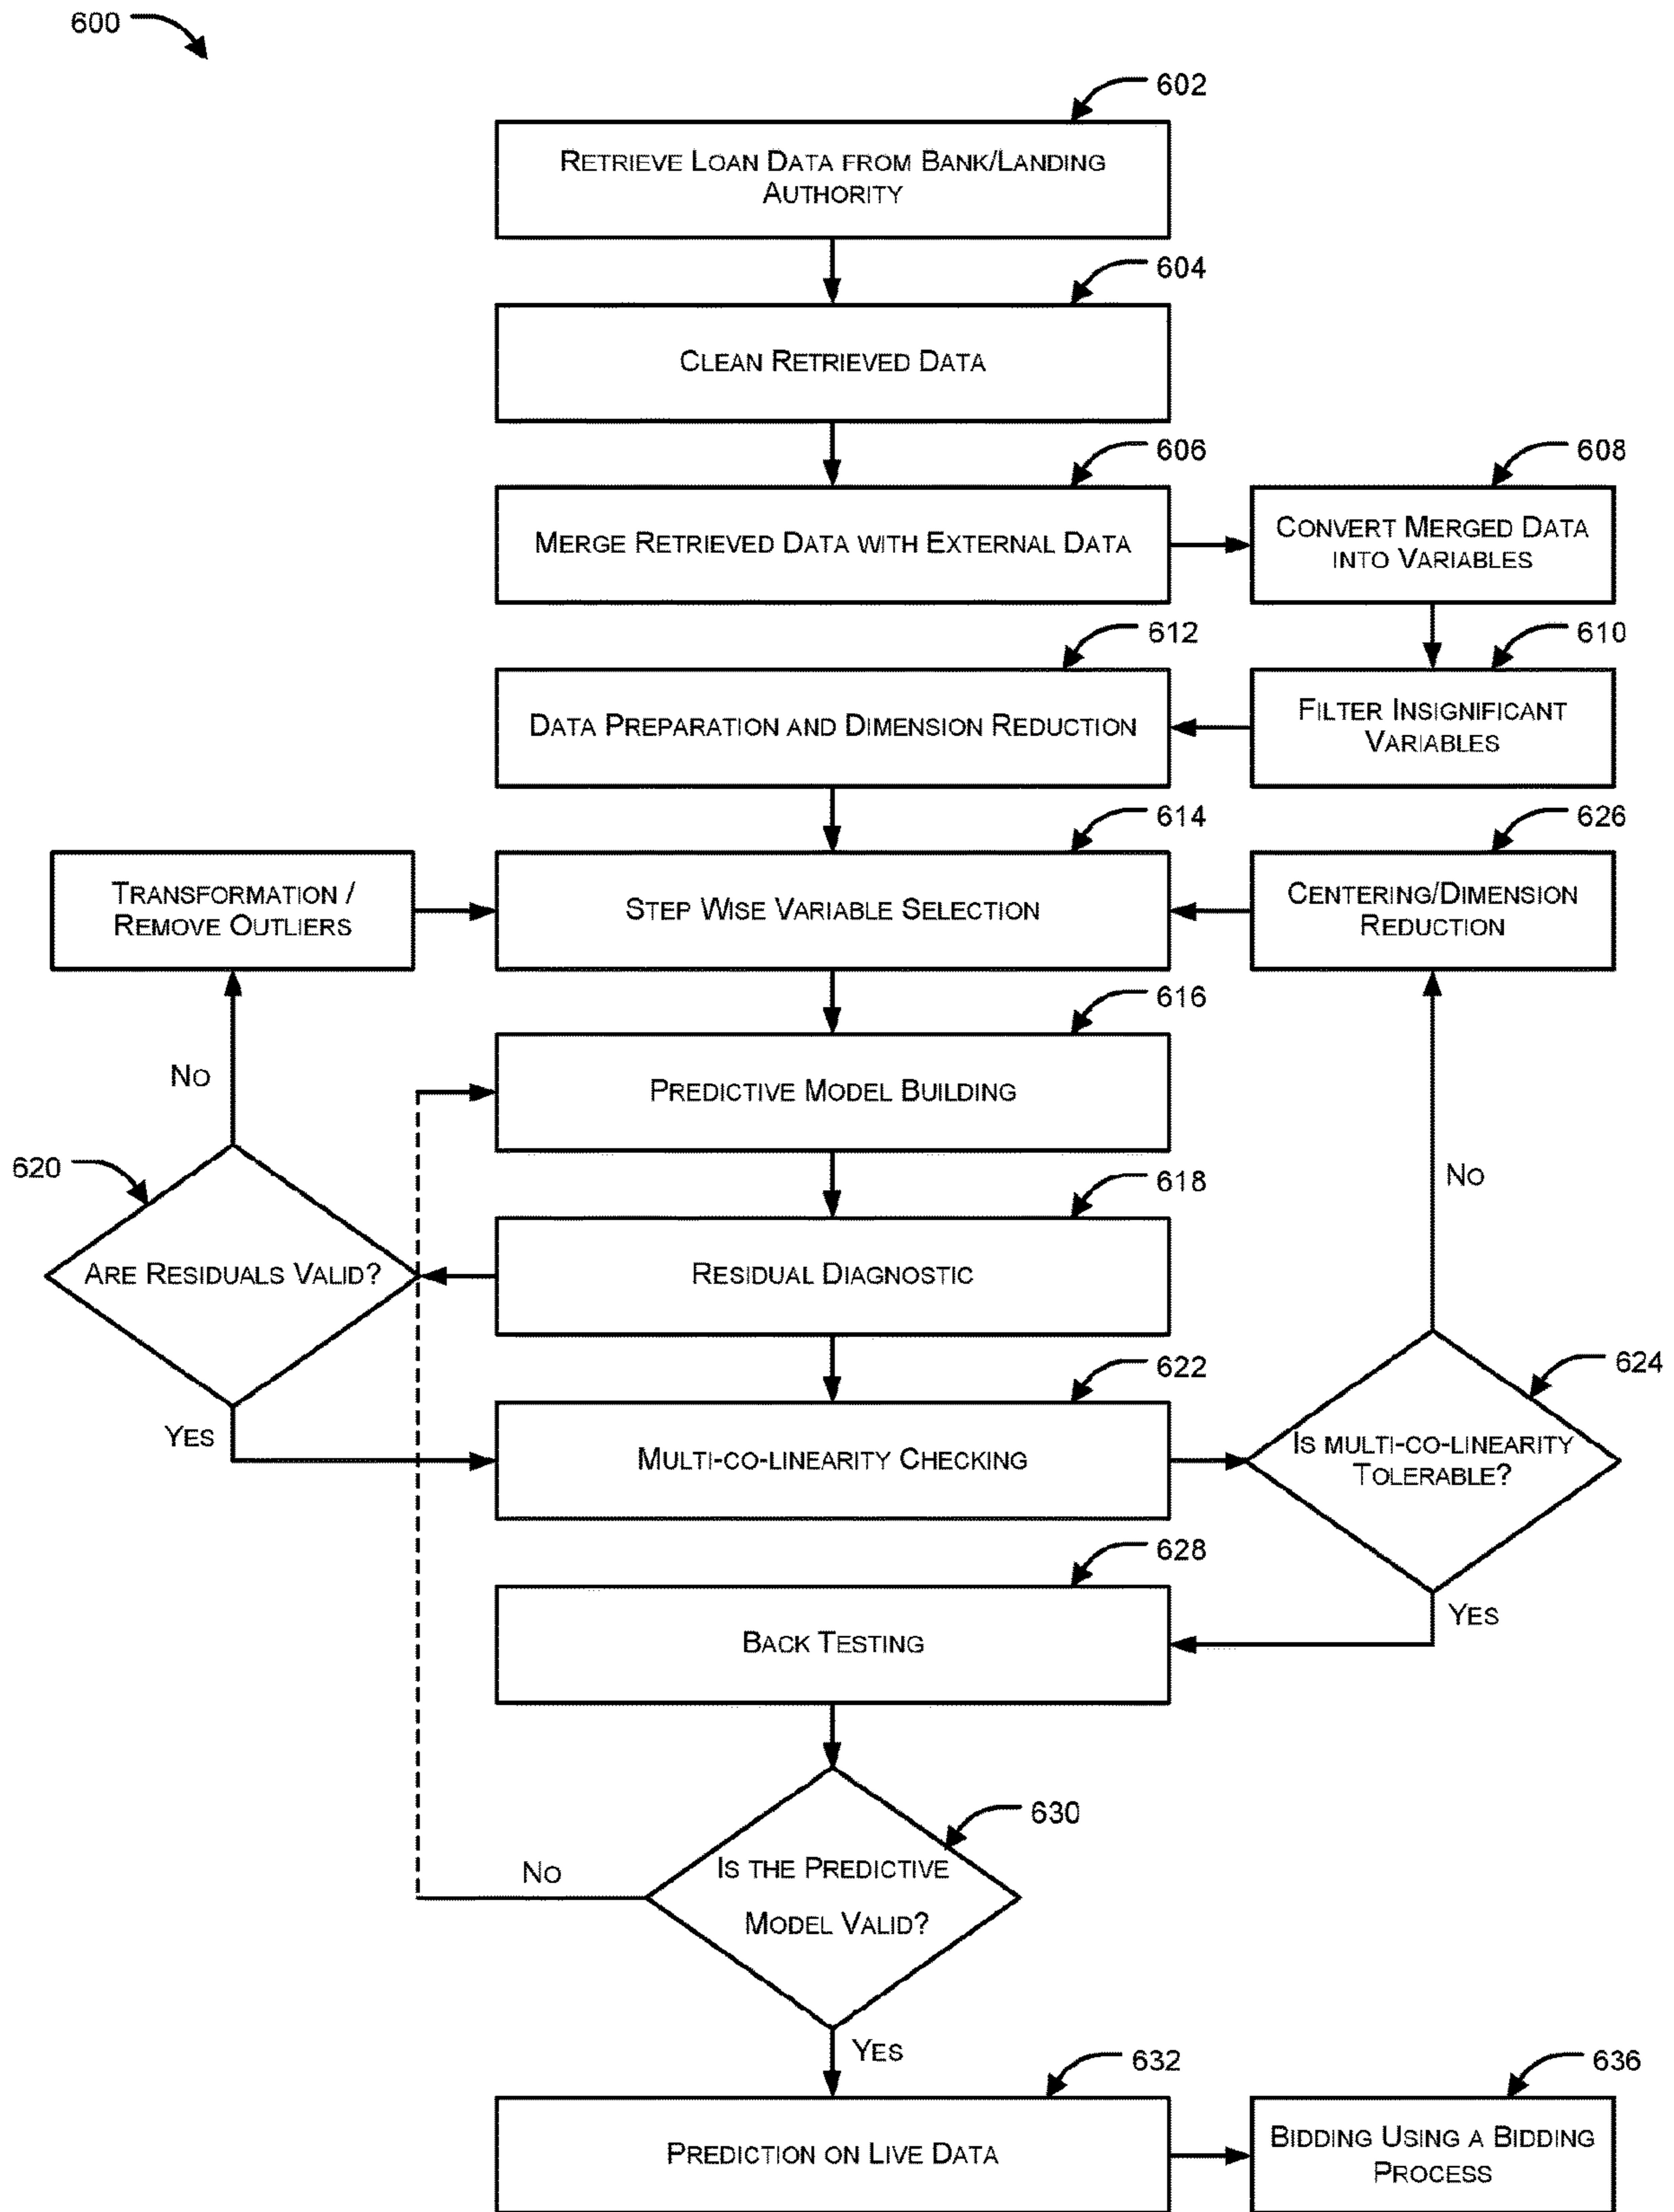 600
602
RETRIEVE LOAN DATA FROM BANK/LANDING
AUTHORITY
604
CLEAN RETRIEVED DATA
606
MERGE RETRIEVED DATA WITH EXTERNAL DATA
608
CONVERT MERGED DATA
INTO VARIABLES
612
DATA PREPARATION AND DIMENSION REDUCTION
610
FILTER INSIGNIFICANT
VARIABLES
TRANSFORMATION /
REMOVE OUTLIERS
614
STEP WISE VARIABLE SELECTION
626
CENTERING/DIMENSION
REDUCTION
616
PREDICTIVE MODEL BUILDING
NO
NO
620
ARE RESIDUALS VALID?
618
RESIDUAL DIAGNOSTIC
YES
622
MULTI-CO-LINEARITY CHECKING
624
IS MULTI-CO-LINEARITY
TOLERABLE?
628
BACK TESTING
YES
630
IS THE PREDICTIVE
MODEL VALID?
NO
YES
632
PREDICTION ON LIVE DATA
636
BIDDING USING A BIDDING
PROCESS